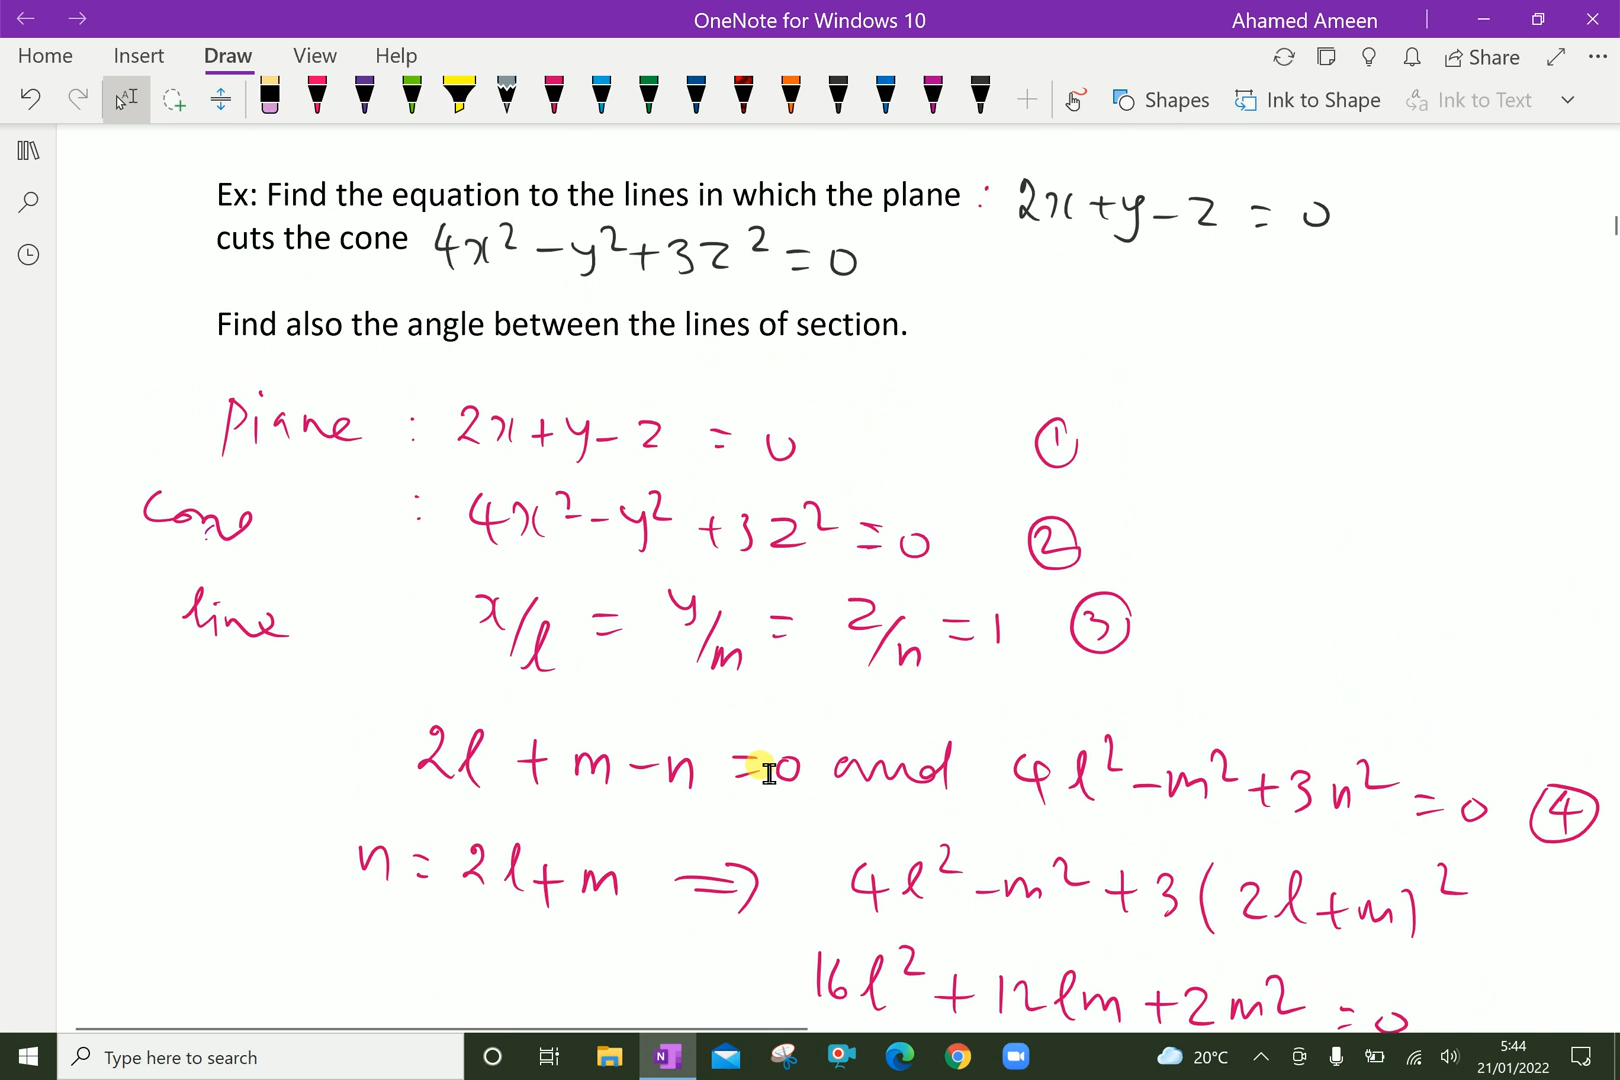 OneNote for Windows 10
Ahamed Ameen
Home Insert Draw View Help Share
Shapes Ink to Shape Ink to Text
Ex: Find the equation to the lines in which the plane : 2x+y-z = 0
cuts the cone 4x²-y²+3z²=0
Find also the angle between the lines of section.
Plane : 2x+y-z = 0 ①
Cone : 4x²-y²+3z²=0 ②
line x/l = y/m = z/n =1 ③
2l+m-n=0 and 4l²-m²+3n²=0 ④
n=2l+m ⇒ 4l²-m²+3(2l+m)²
16l²+12lm+2m²=0
Type here to search
20°C
5:44
21/01/2022